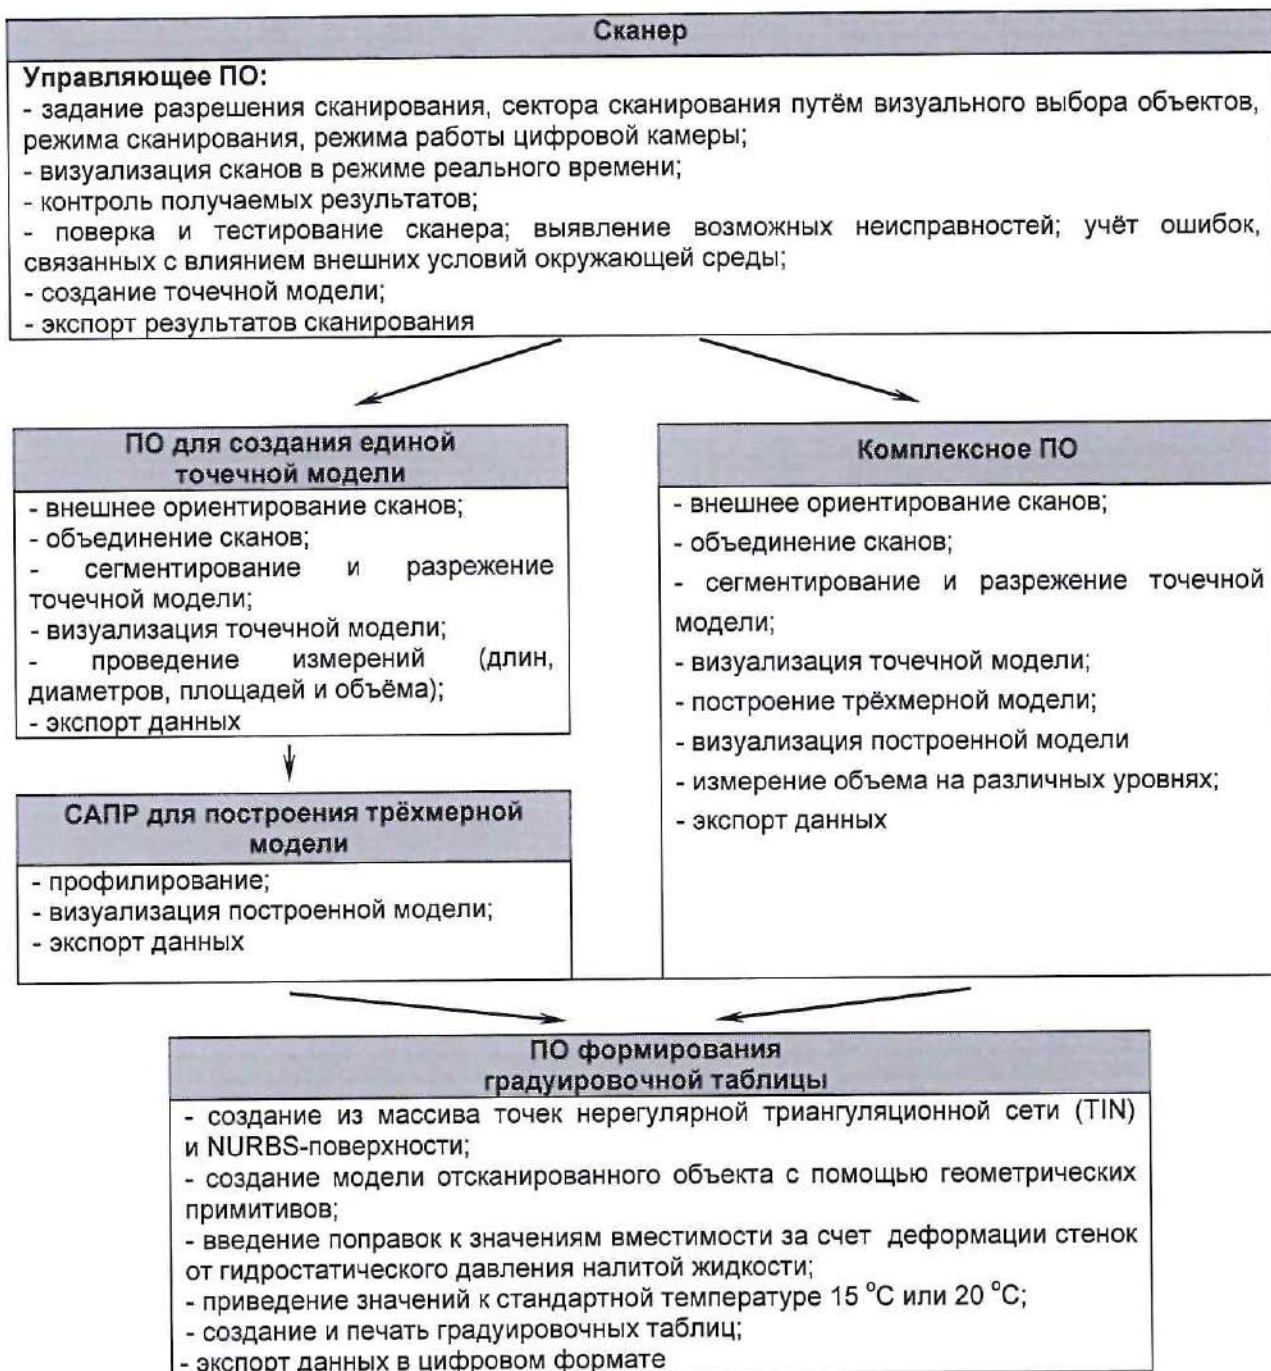 Сканер
Управляющее ПО:
- задание разрешения сканирования, сектора сканирования путём визуального выбора объектов,
режима сканирования, режима работы цифровой камеры;
- визуализация сканов в режиме реального времени;
- контроль получаемых результатов;
- поверка и тестирование сканера; выявление возможных неисправностей; учёт ошибок,
связанных с влиянием внешних условий окружающей среды;
- создание точечной модели;
- экспорт результатов сканирования
ПО для создания единой
точечной модели
- внешнее ориентирование сканов;
- объединение сканов;
- сегментирование и разрежение
точечной модели;
- визуализация точечной модели;
- проведение измерений (длин,
диаметров, площадей и объёма);
- экспорт данных
САПР для построения трёхмерной
модели
- профилирование;
- визуализация построенной модели;
- экспорт данных
Комплексное ПО
- внешнее ориентирование сканов;
- объединение сканов;
- сегментирование и разрежение точечной
модели;
- визуализация точечной модели;
- построение трёхмерной модели;
- визуализация построенной модели
- измерение объема на различных уровнях;
- экспорт данных
ПО формирования
градуировочной таблицы
- создание из массива точек нерегулярной триангуляционной сети (TIN)
и NURBS-поверхности;
- создание модели отсканированного объекта с помощью геометрических
примитивов;
- введение поправок к значениям вместимости за счет деформации стенок
от гидростатического давления налитой жидкости;
- приведение значений к стандартной температуре 15 °C или 20 °C;
- создание и печать градуировочных таблиц;
- экспорт данных в цифровом формате